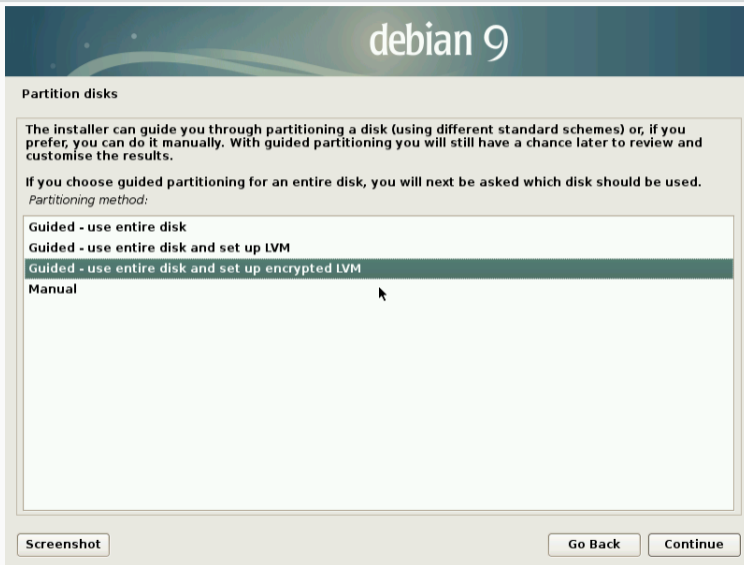 debian 9
Partition disks
The installer can guide you through partitioning a disk (using different standard schemes) or, if you
prefer, you can do it manually. With guided partitioning you will still have a chance later to review and
customise the results.
If you choose guided partitioning for an entire disk, you will next be asked which disk should be used.
Partitioning method:
Guided - use entire disk
Guided - use entire disk and set up LVM
Guided - use entire disk and set up encrypted LVM
Manual
Screenshot
Go Back
Continue